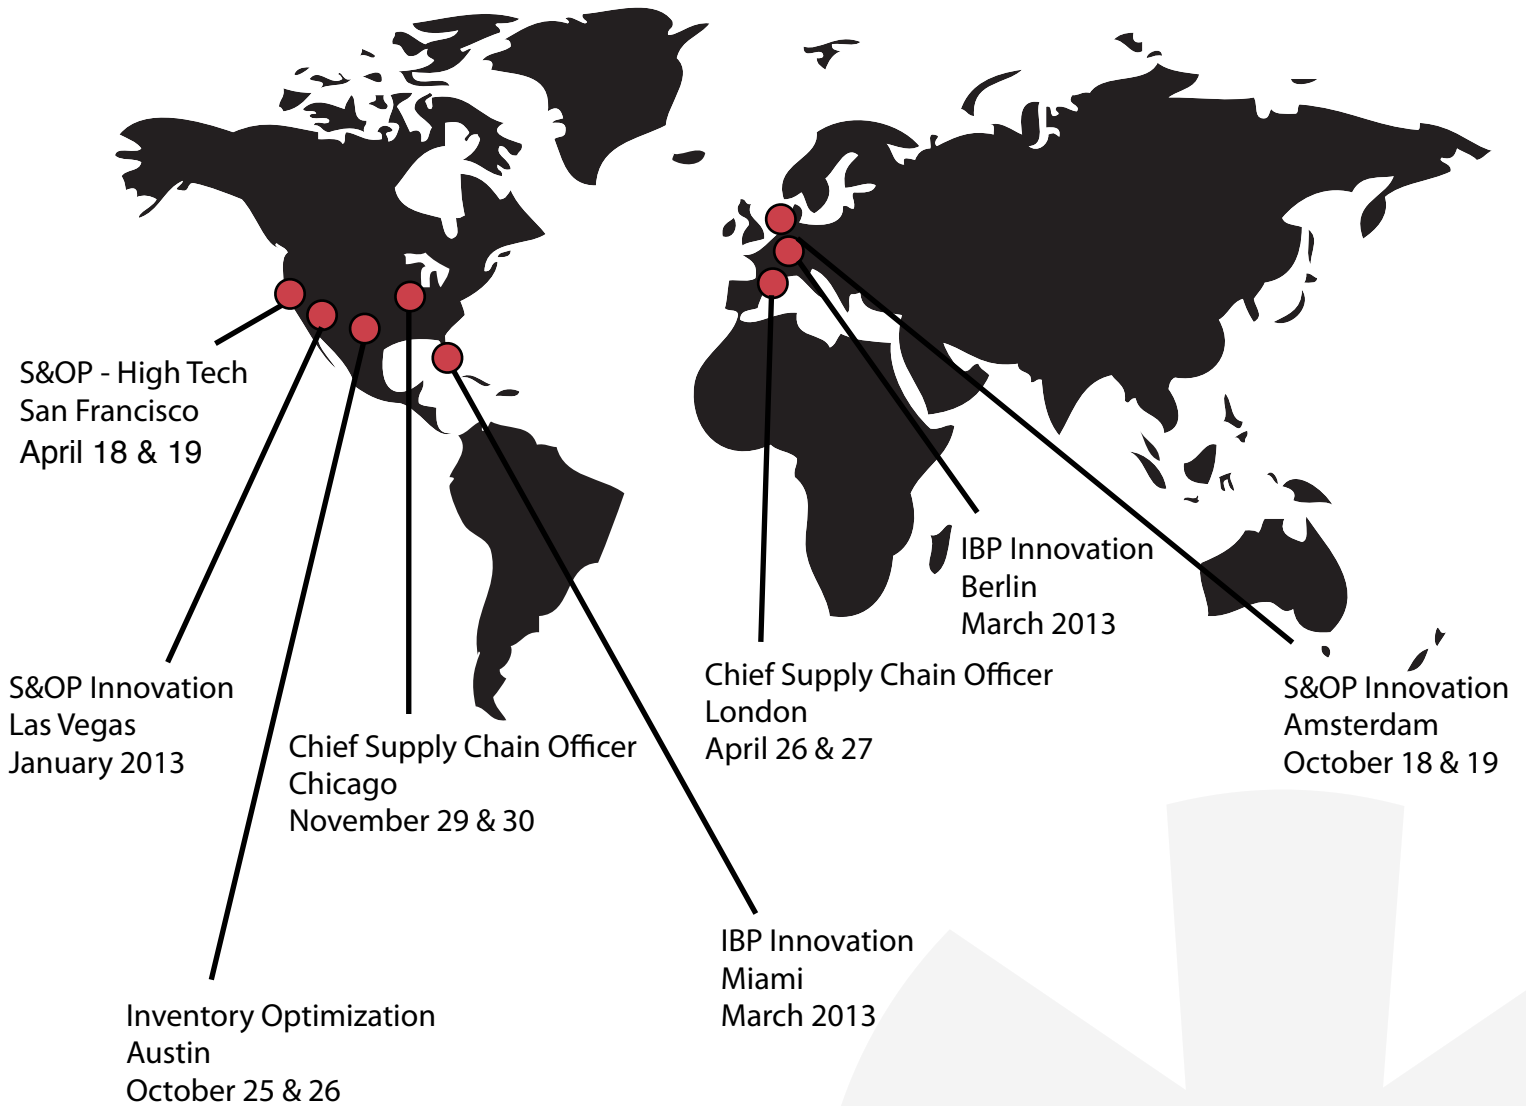 S&OP - High Tech
San Francisco
April 18 & 19
IBP Innovation
Berlin
March 2013
S&OP Innovation
Las Vegas
January 2013
Chief Supply Chain Officer
London
April 26 & 27
S&OP Innovation
Amsterdam
October 18 & 19
Chief Supply Chain Officer
Chicago
November 29 & 30
IBP Innovation
Miami
March 2013
Inventory Optimization
Austin
October 25 & 26